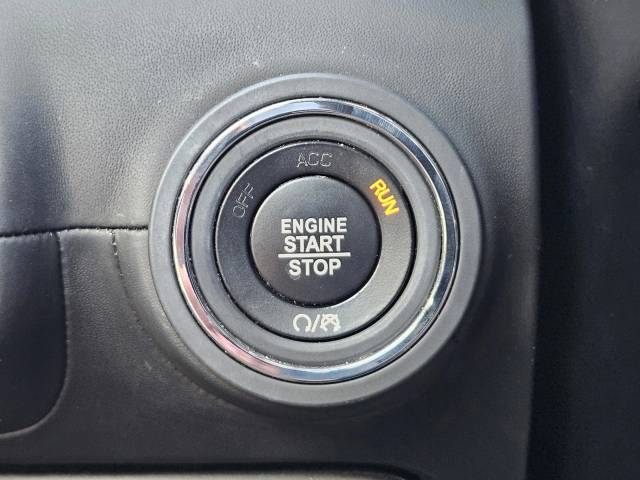 ACC
OFF
RUN
ENGINE
START
STOP